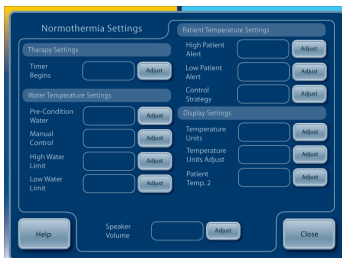 Normothermia Settings
Therapy Settings
Timer
Begins
Adjust
Water Temperature Settings
Pre-Condition
Water
Adjust
Manual
Control
Adjust
High Water
Limit
Adjust
Low Water
Limit
Adjust
Patient Temperature Settings
High Patient
Alert
Adjust
Low Patient
Alert
Adjust
Control
Strategy
Adjust
Display Settings
Temperature
Units
Adjust
Temperature
Units Adjust
Adjust
Patient
Temp. 2
Adjust
Help
Speaker
Volume
Adjust
Close